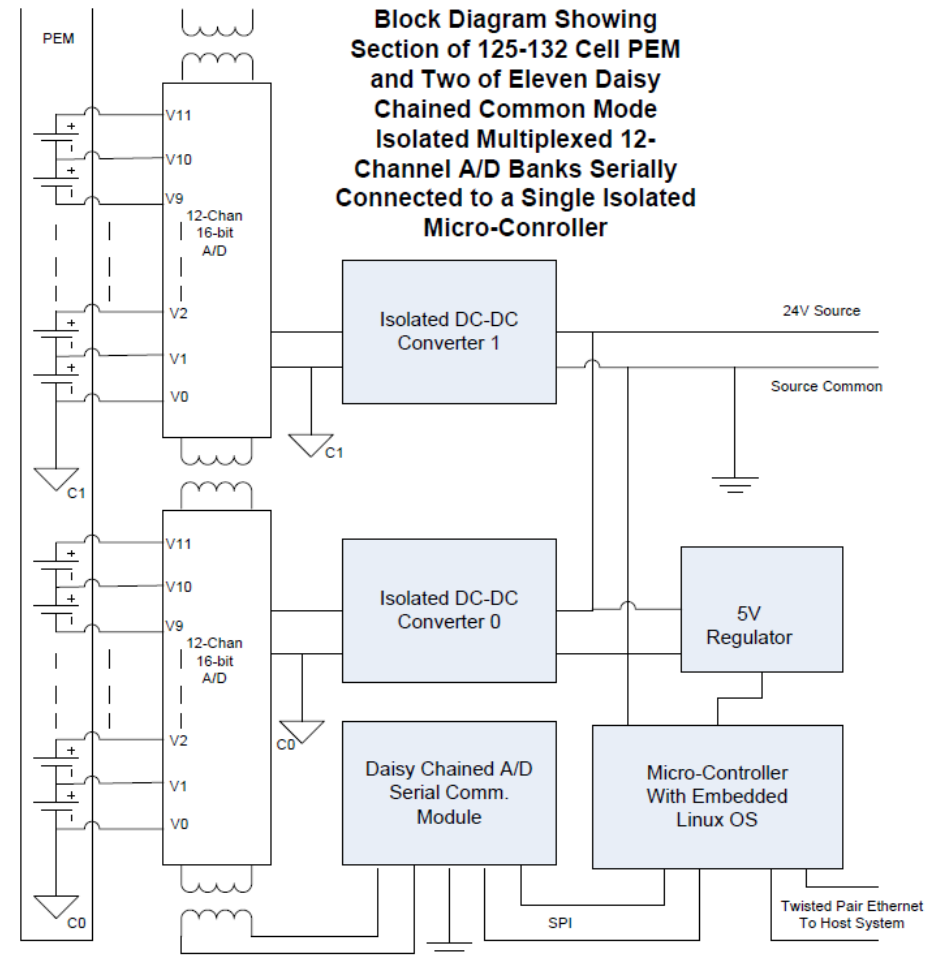 Block Diagram Showing
Section of 125-132 Cell PEM
and Two of Eleven Daisy
Chained Common Mode
Isolated Multiplexed 12-
Channel A/D Banks Serially
Connected to a Single Isolated
Micro-Conroller
PEM
+
-
+
-
V11
V10
V9
12-Chan
16-bit
A/D
+
-
+
-
V2
V1
V0
C1
Isolated DC-DC
Converter 1
C1
24V Source
Source Common
+
-
+
-
V11
V10
V9
12-Chan
16-bit
A/D
+
-
+
-
V2
V1
V0
C0
Isolated DC-DC
Converter 0
C0
5V
Regulator
Daisy Chained A/D
Serial Comm.
Module
Micro-Controller
With Embedded
Linux OS
SPI
Twisted Pair Ethernet
To Host System